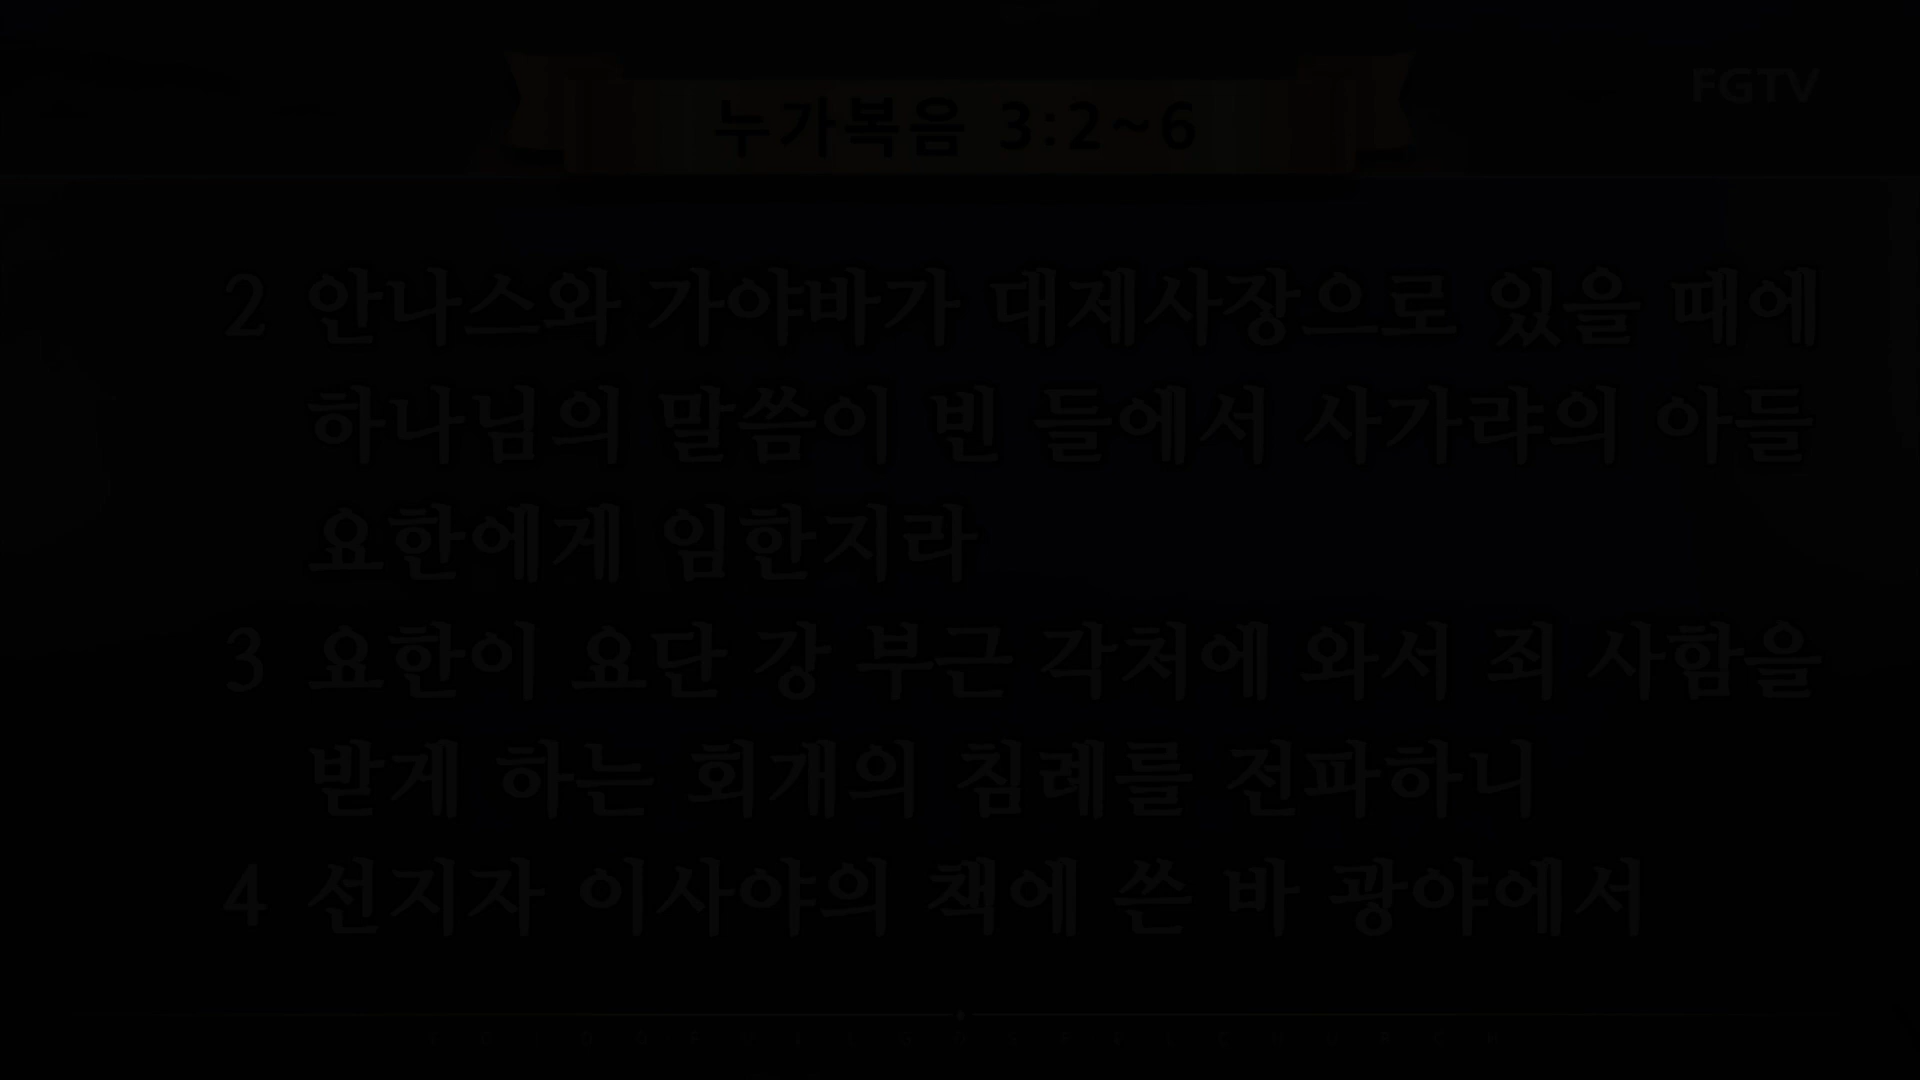 누가복음 3:2~6
FGTV
2 안나스와 가야바가 대제사장으로 있을 때에
하나님의 말씀이 빈 들에서 사가랴의 아들
요한에게 임한지라
3 요한이 요단 강 부근 각처에 와서 죄 사함을
받게 하는 회개의 침례를 전파하니
4 선지자 이사야의 책에 쓴 바 광야에서